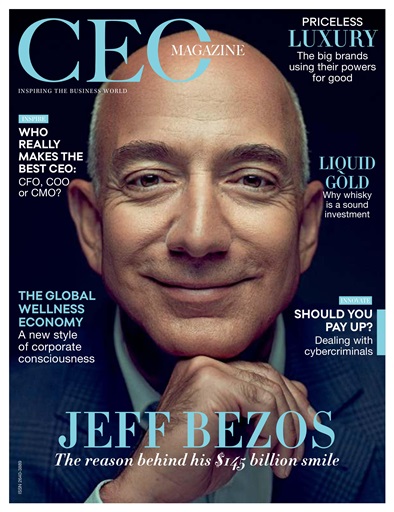 CEO
MAGAZINE
INSPIRING THE BUSINESS WORLD
PRICELESS
LUXURY
The big brands
using their powers
for good
INSPIRE
WHO
REALLY
MAKES THE
BEST CEO:
CFO, COO
or CMO?
LIQUID
GOLD
Why whisky
is a sound
investment
THE GLOBAL
WELLNESS
ECONOMY
A new style
of corporate
consciousness
INNOVATE
SHOULD YOU
PAY UP?
Dealing with
cybercriminals
JEFF BEZOS
The reason behind his $145 billion smile